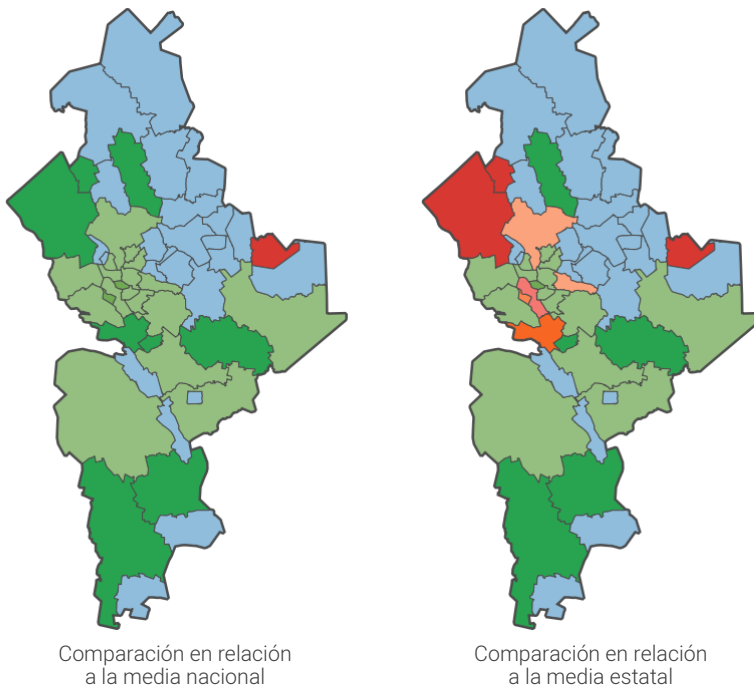 Comparación en relación
a la media nacional
Comparación en relación
a la media estatal